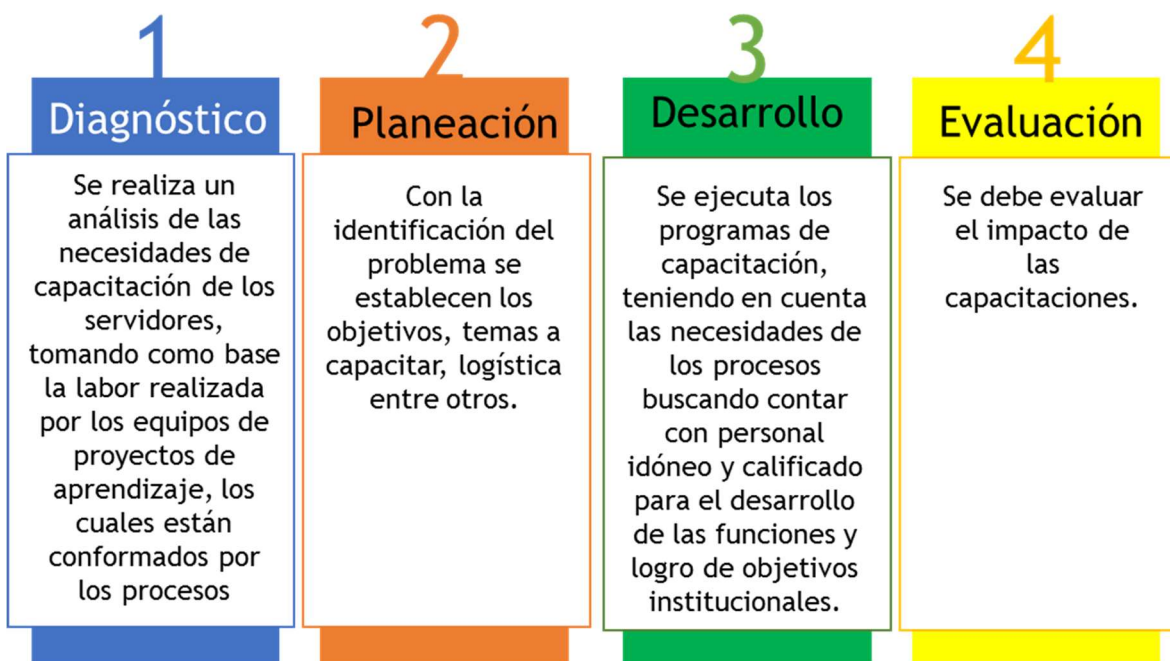 1
Diagnóstico
Se realiza un
análisis de las
necesidades de
capacitación de los
servidores,
tomando como base
la labor realizada
por los equipos de
proyectos de
aprendizaje, los
cuales están
conformados por
los procesos
2
Planeación
Con la
identificación del
problema se
establecen los
objetivos, temas a
capacitar, logística
entre otros.
3
Desarrollo
Se ejecuta los
programas de
capacitación,
teniendo en cuenta
las necesidades de
los procesos
buscando contar
con personal
idóneo y calificado
para el desarrollo
de las funciones y
logro de objetivos
institucionales.
4
Evaluación
Se debe evaluar
el impacto de
las
capacitaciones.